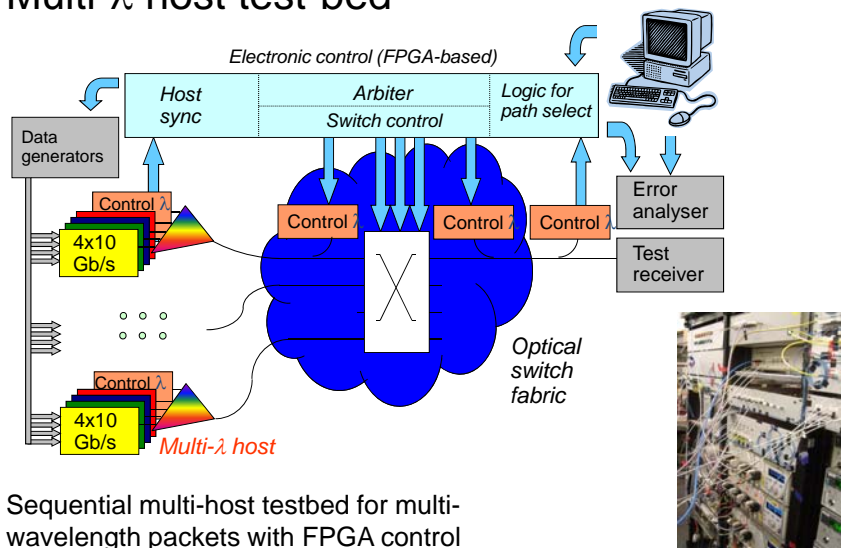 Multi-λ host test bed
Electronic control (FPGA-based)
Host
sync
Arbiter
Switch control
Logic for
path select
Data
generators
Control λ
4x10
Gb/s
Control λ
Control λ
Control λ
Error
analyser
Test
receiver
Optical
switch
fabric
Control λ
4x10
Gb/s
Multi-λ host
Sequential multi-host testbed for multi-
wavelength packets with FPGA control